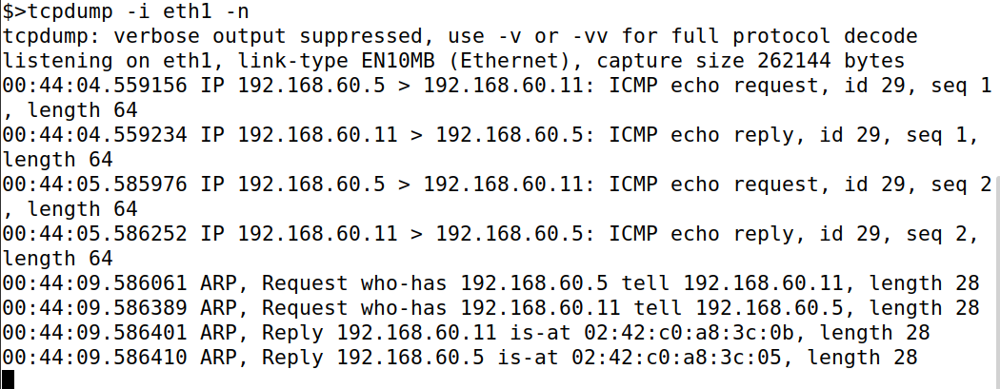 $>tcpdump -i eth1 -n
tcpdump: verbose output suppressed, use -v or -vv for full protocol decode
listening on eth1, link-type EN10MB (Ethernet), capture size 262144 bytes
00:44:04.559156 IP 192.168.60.5 > 192.168.60.11: ICMP echo request, id 29, seq 1
, length 64
00:44:04.559234 IP 192.168.60.11 > 192.168.60.5: ICMP echo reply, id 29, seq 1,
length 64
00:44:05.585976 IP 192.168.60.5 > 192.168.60.11: ICMP echo request, id 29, seq 2
, length 64
00:44:05.586252 IP 192.168.60.11 > 192.168.60.5: ICMP echo reply, id 29, seq 2,
length 64
00:44:09.586061 ARP, Request who-has 192.168.60.5 tell 192.168.60.11, length 28
00:44:09.586389 ARP, Request who-has 192.168.60.11 tell 192.168.60.5, length 28
00:44:09.586401 ARP, Reply 192.168.60.11 is-at 02:42:c0:a8:3c:0b, length 28
00:44:09.586410 ARP, Reply 192.168.60.5 is-at 02:42:c0:a8:3c:05, length 28